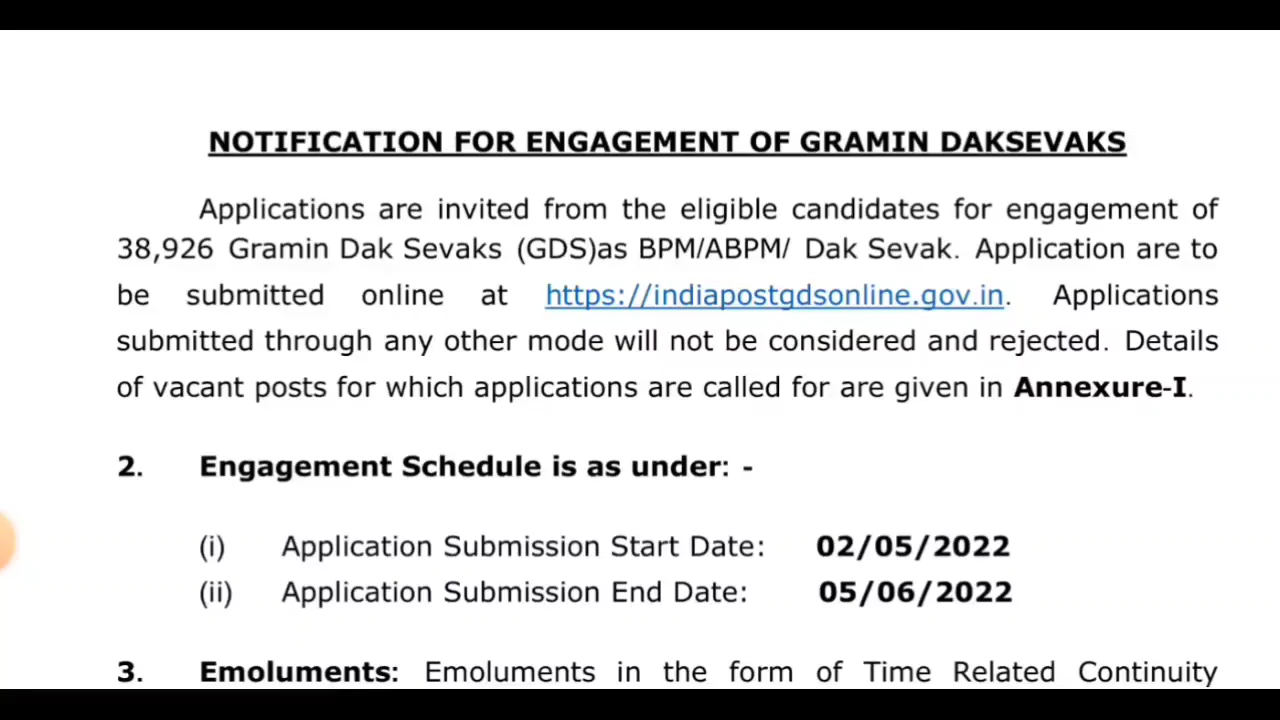 NOTIFICATION FOR ENGAGEMENT OF GRAMIN DAKSEVAKS
Applications are invited from the eligible candidates for engagement of
38,926 Gramin Dak Sevaks (GDS)as BPM/ABPM/ Dak Sevak. Application are to
be submitted online at https://indiapostgdsonline.gov.in. Applications
submitted through any other mode will not be considered and rejected. Details
of vacant posts for which applications are called for are given in Annexure-I.
2. Engagement Schedule is as under: -
(i) Application Submission Start Date: 02/05/2022
(ii) Application Submission End Date: 05/06/2022
3. Emoluments: Emoluments in the form of Time Related Continuity